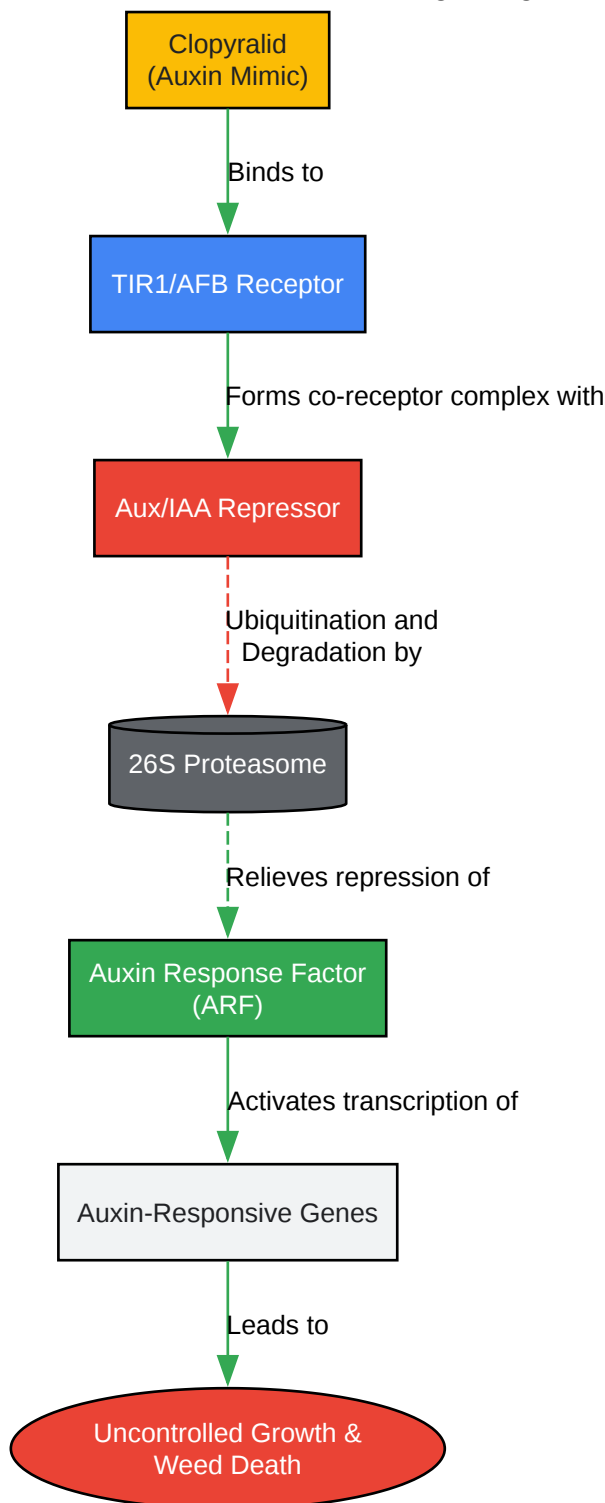 Clopyralid
(Auxin Mimic)
Binds to
TIR1/AFB Receptor
Forms co-receptor complex with
Aux/IAA Repressor
Ubiquitination and
Degradation by
26S Proteasome
Relieves repression of
Auxin Response Factor
(ARF)
Activates transcription of
Auxin-Responsive Genes
Leads to
Uncontrolled Growth &
Weed Death